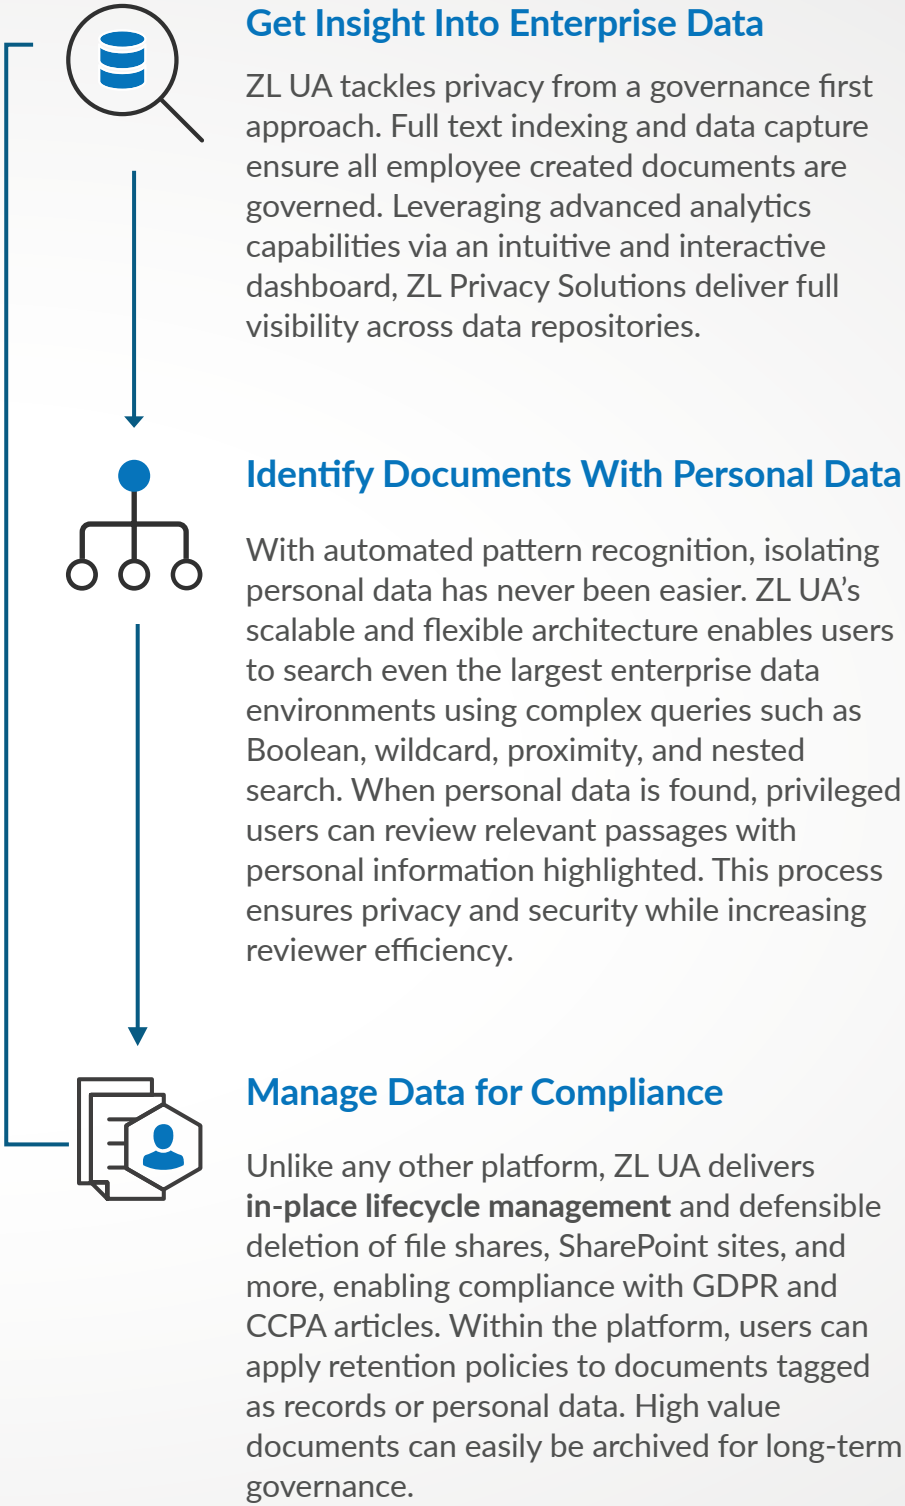 Get Insight Into Enterprise Data
ZL UA tackles privacy from a governance first
approach. Full text indexing and data capture
ensure all employee created documents are
governed. Leveraging advanced analytics
capabilities via an intuitive and interactive
dashboard, ZL Privacy Solutions deliver full
visibility across data repositories.
Identify Documents With Personal Data
With automated pattern recognition, isolating
personal data has never been easier. ZL UA’s
scalable and flexible architecture enables users
to search even the largest enterprise data
environments using complex queries such as
Boolean, wildcard, proximity, and nested
search. When personal data is found, privileged
users can review relevant passages with
personal information highlighted. This process
ensures privacy and security while increasing
reviewer efficiency.
Manage Data for Compliance
Unlike any other platform, ZL UA delivers
in-place lifecycle management and defensible
deletion of file shares, SharePoint sites, and
more, enabling compliance with GDPR and
CCPA articles. Within the platform, users can
apply retention policies to documents tagged
as records or personal data. High value
documents can easily be archived for long-term
governance.